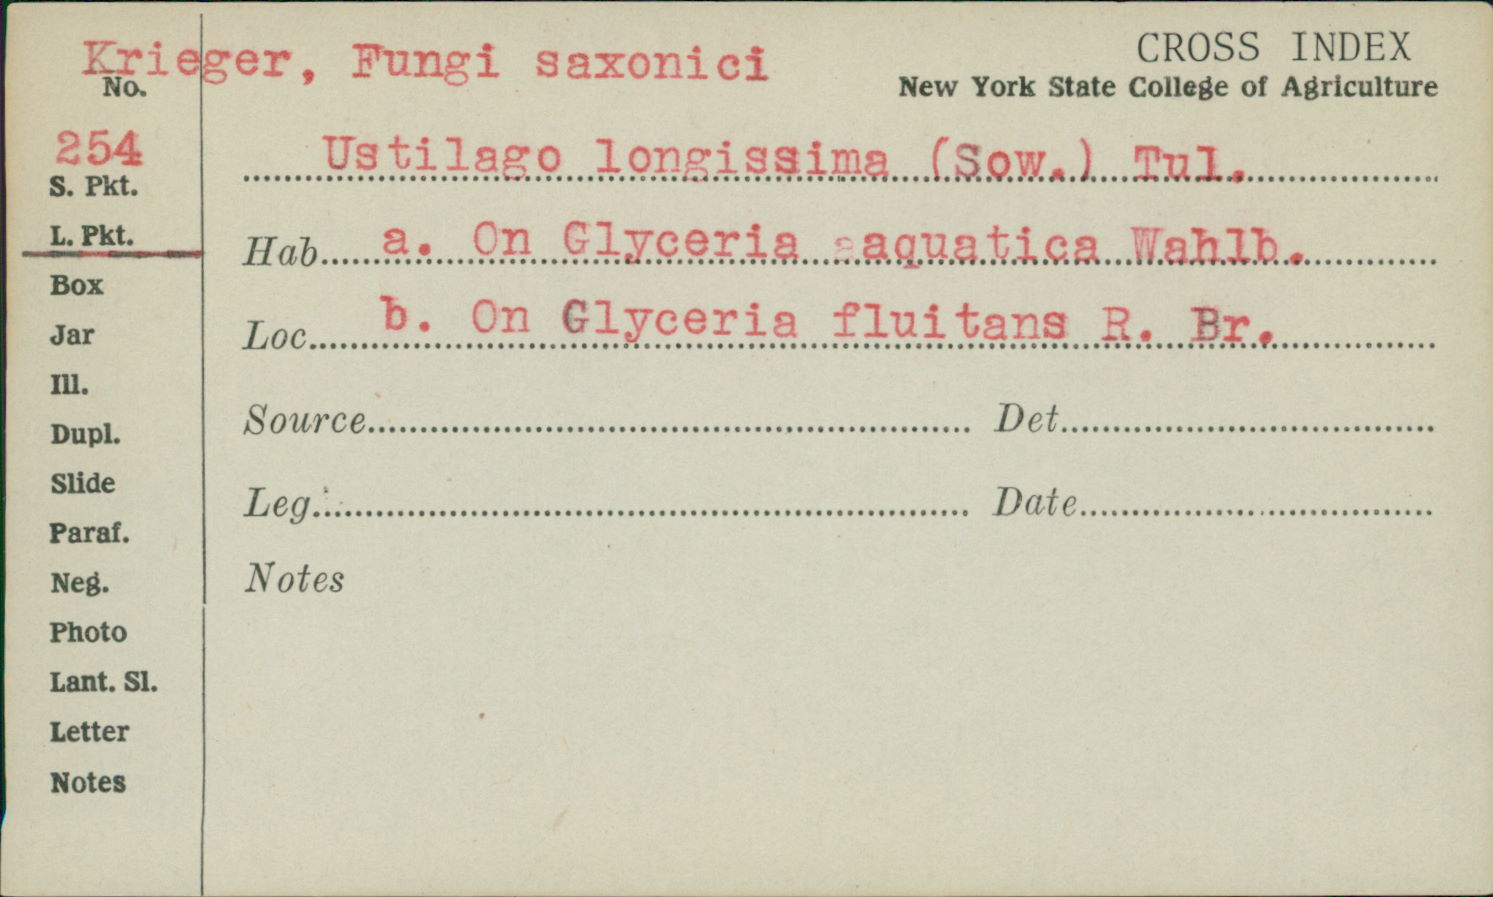 Krieger, Fungi saxonici
CROSS INDEX
New York State College of Agriculture
No.
254
Ustilago longissima (Sow.) Tul.
S. Pkt.
L. Pkt.
Hab. a. On Glyceria aquatica Wahlb.
Box
Jar
Loc. b. On Glyceria fluitans R. Br.
Ill.
Dupl.
Source Det.
Slide
Leg. Date
Paraf.
Neg.
Notes
Photo
Lant. Sl.
Letter
Notes